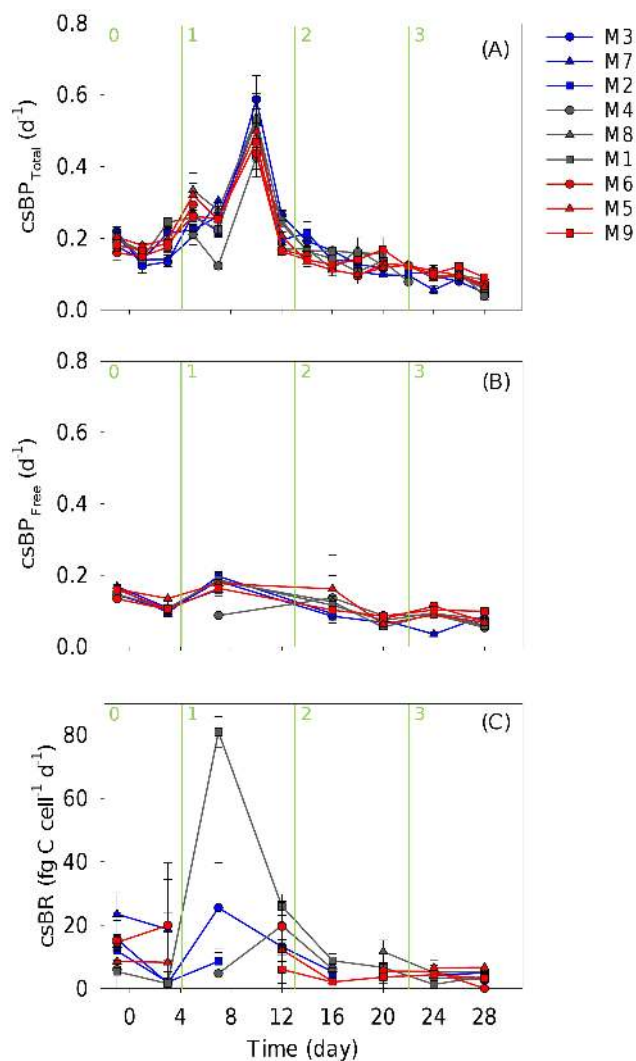 0.8
0
1
2
3
(A)
0.6
0.4
0.2
0.0
csBP_Total (d⁻¹)
M3
M7
M2
M4
M8
M1
M6
M5
M9
0.8
0
1
2
3
(B)
0.6
0.4
0.2
0.0
csBP_Free (d⁻¹)
0
1
2
3
(C)
80
60
40
20
0
csBR (fg C cell⁻¹ d⁻¹)
0 4 8 12 16 20 24 28
Time (day)